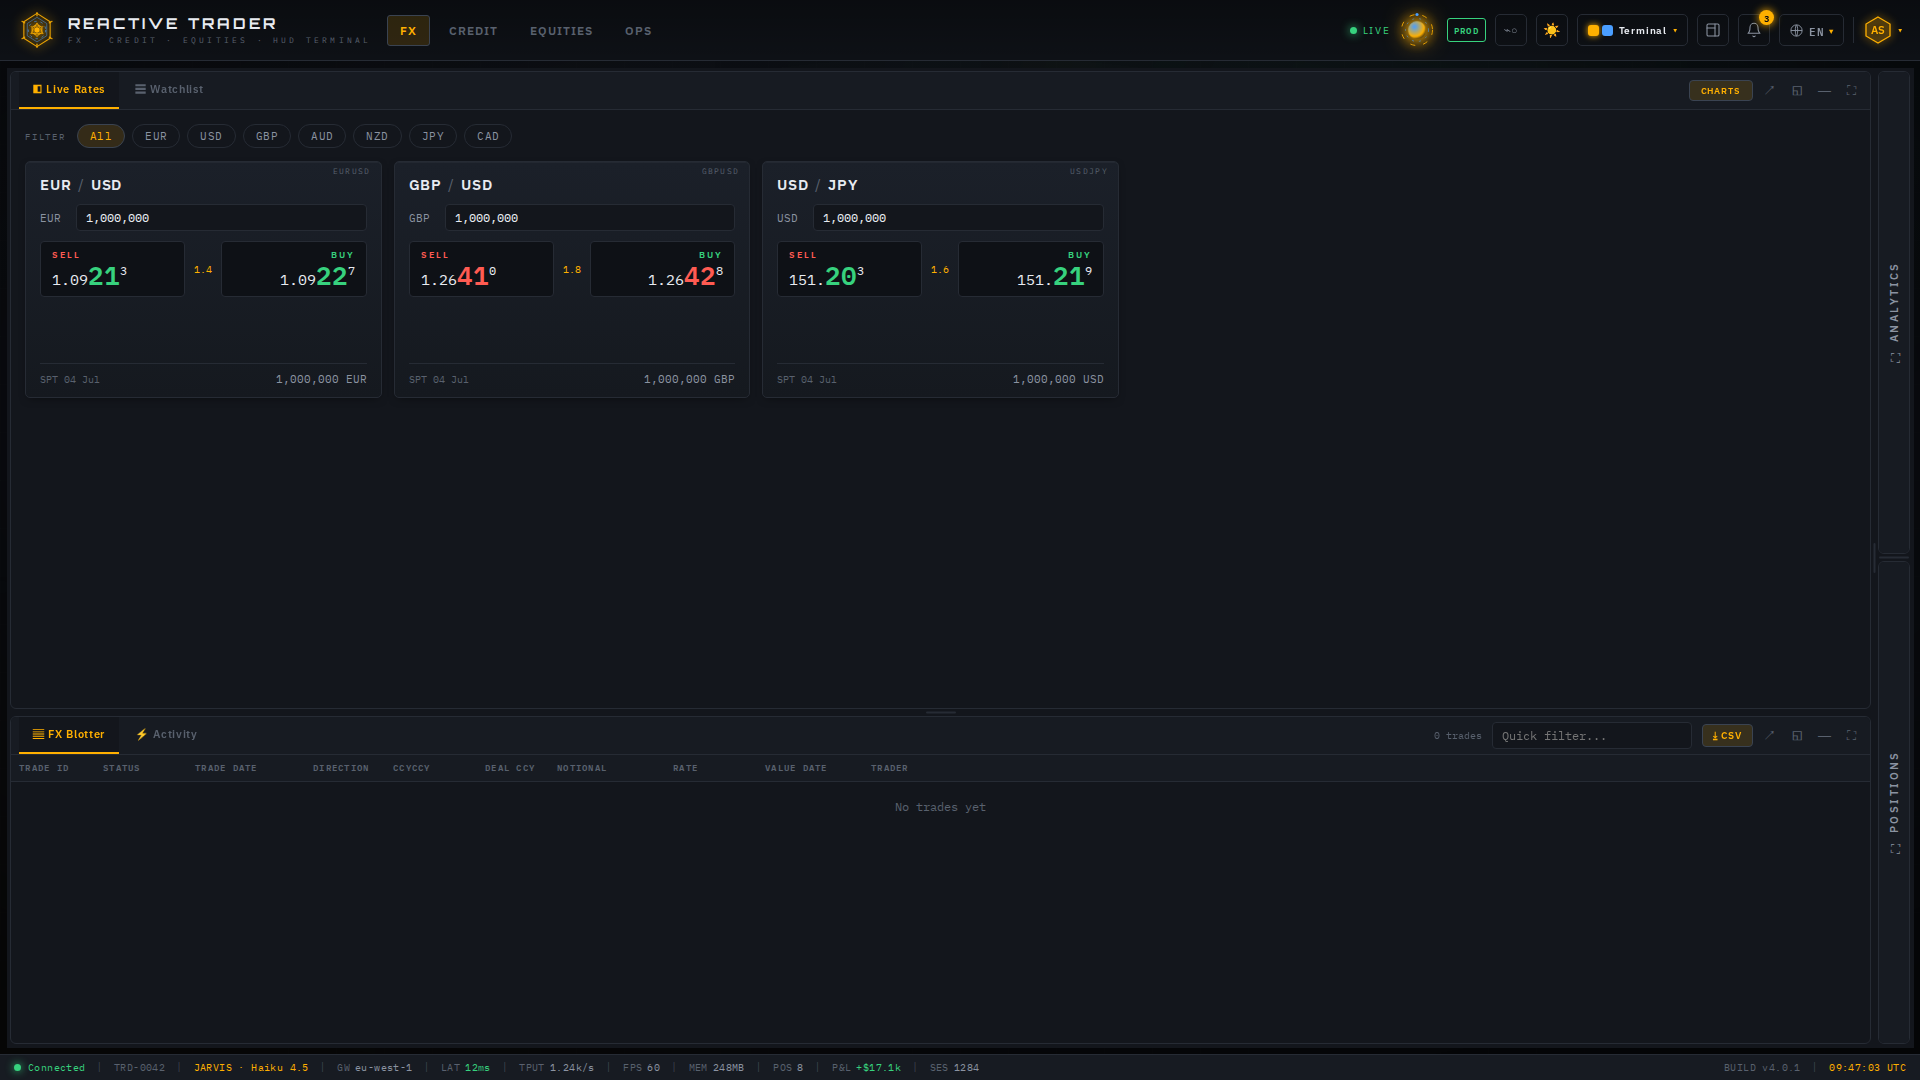 REACTIVE TRADER
FX · CREDIT · EQUITIES · HUD TERMINAL
FX CREDIT EQUITIES OPS
LIVE PROD Terminal 3 EN AS
Live Rates Watchlist CHARTS
FILTER All EUR USD GBP AUD NZD JPY CAD
EURUSD
EUR / USD
EUR 1,000,000
SELL 1.09213
1.4
BUY 1.09227
SPT 04 Jul 1,000,000 EUR
GBPUSD
GBP / USD
GBP 1,000,000
SELL 1.26410
1.8
BUY 1.26428
SPT 04 Jul 1,000,000 GBP
USDJPY
USD / JPY
USD 1,000,000
SELL 151.203
1.6
BUY 151.219
SPT 04 Jul 1,000,000 USD
ANALYTICS
FX Blotter Activity 0 trades Quick filter... CSV
TRADE ID STATUS TRADE DATE DIRECTION CCYCCY DEAL CCY NOTIONAL RATE VALUE DATE TRADER
No trades yet
POSITIONS
Connected TRD-0042 JARVIS · Haiku 4.5 GW eu-west-1 LAT 12ms TPUT 1.24k/s FPS 60 MEM 248MB POS 8 P&L +$17.1k SES 1284 BUILD v4.0.1 09:47:03 UTC